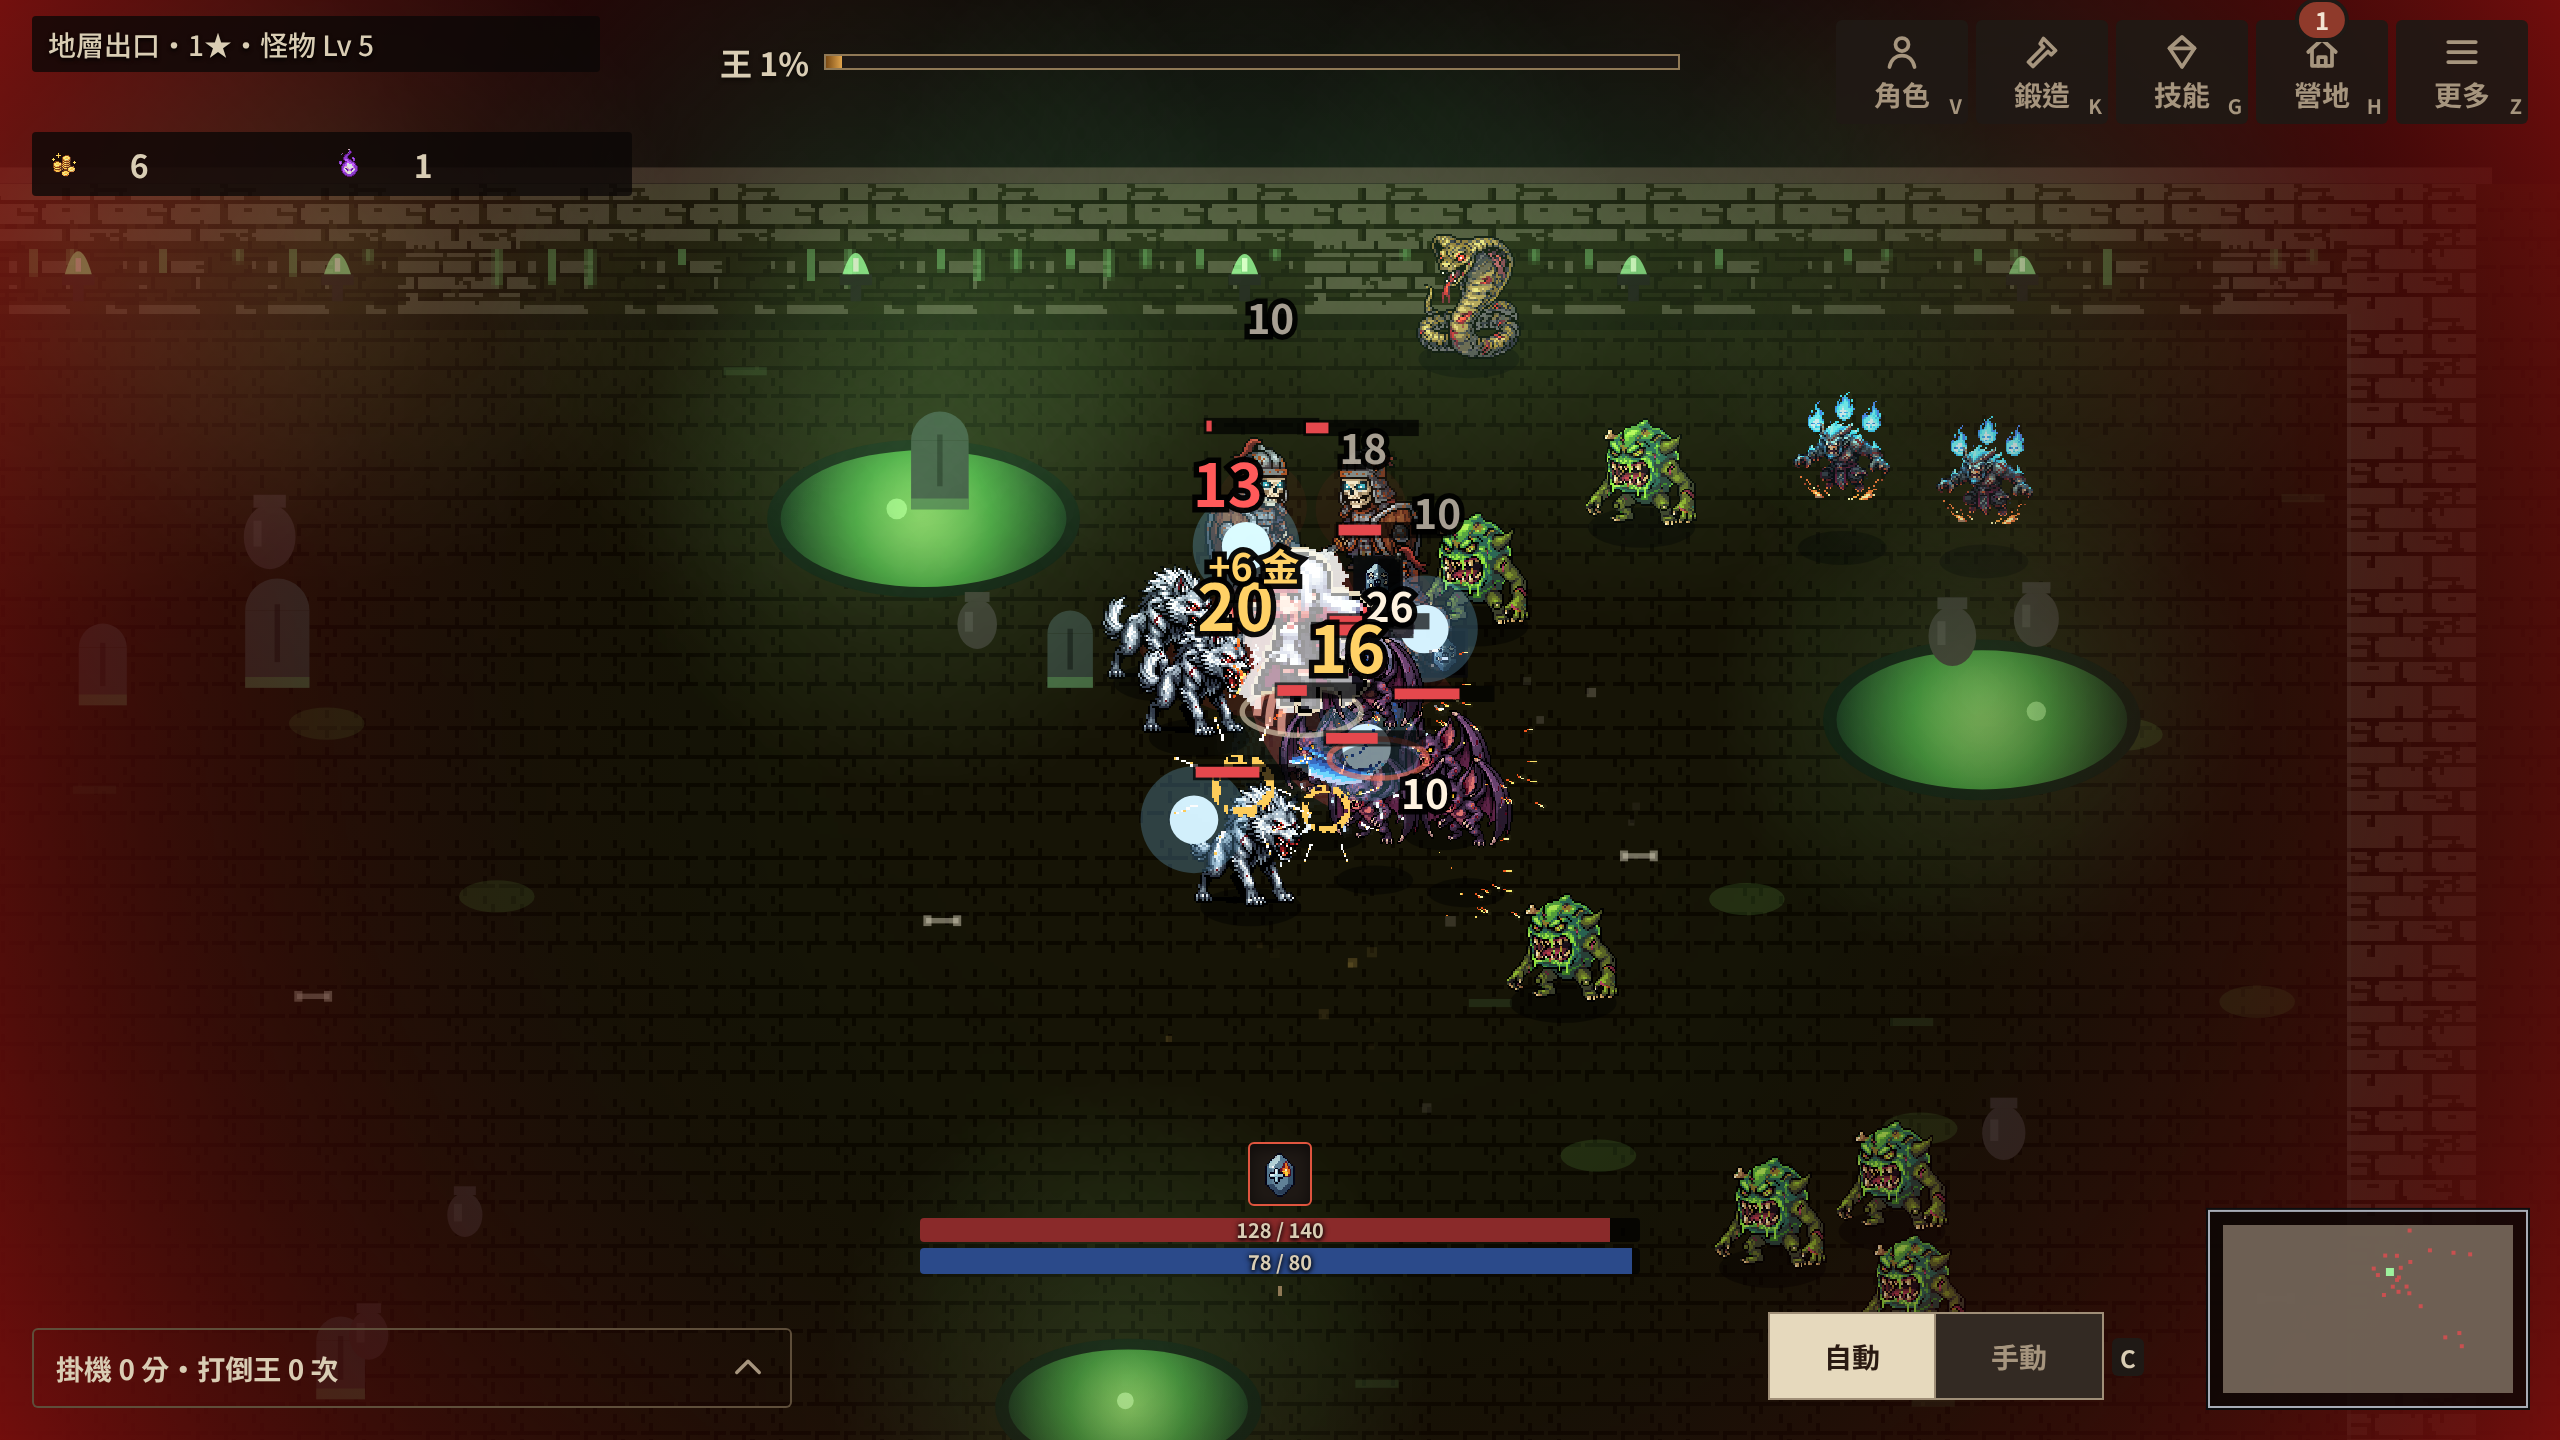 地層出口・1★・怪物 Lv 5
王 1%
1
角色 V
鍛造 K
技能 G
營地 H
更多 Z
6
1
10
18
13
10
+6 金
20
26
16
10
128 / 140
78 / 80
掛機 0 分・打倒王 0 次
自動
手動
C